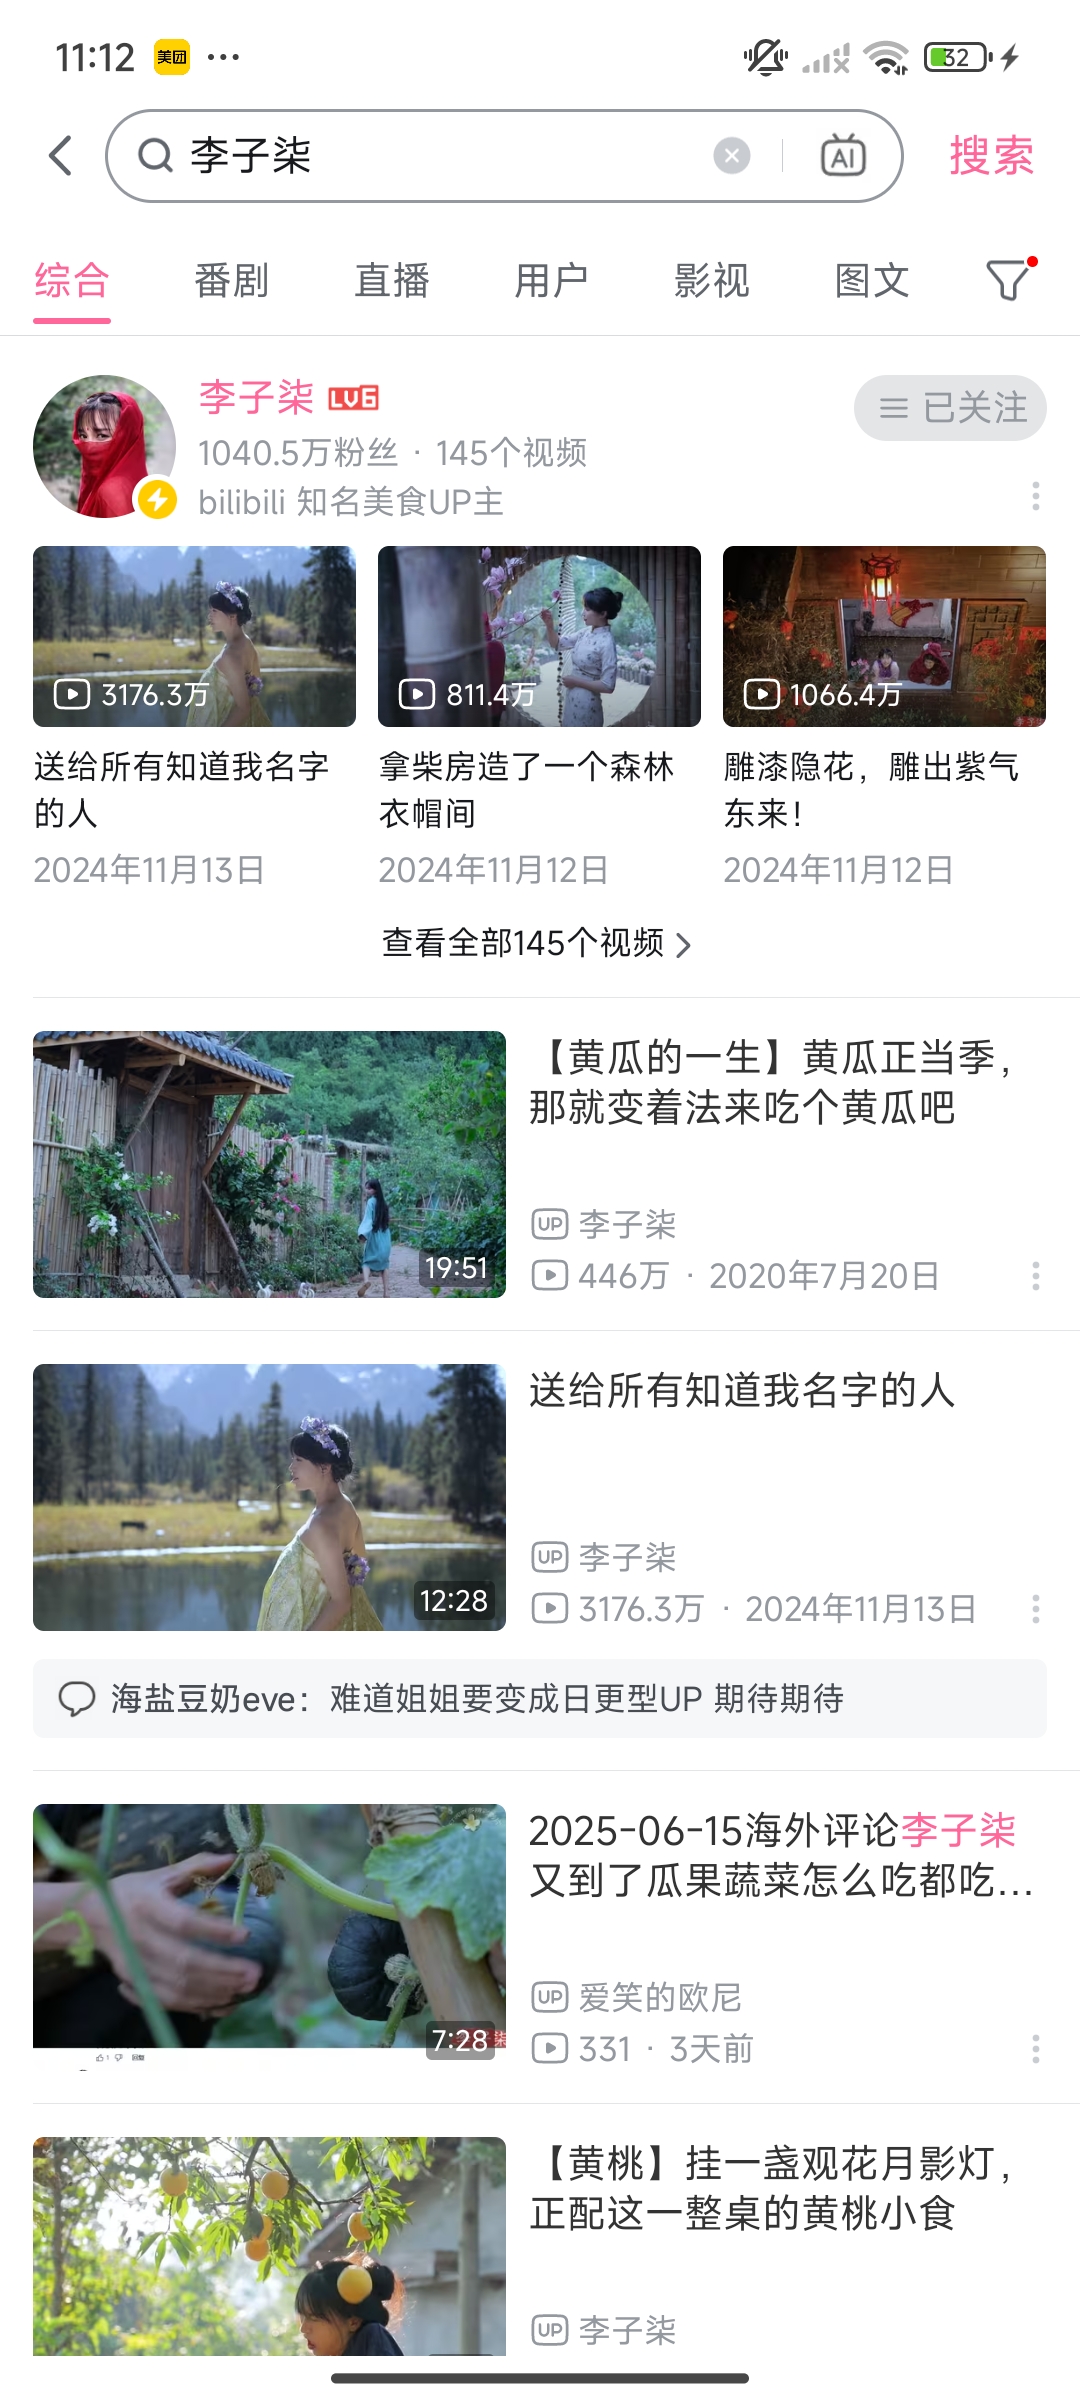 11:12 美团 ...
32
李子柒 AI 搜索
综合 番剧 直播 用户 影视 图文
李子柒 LV6 已关注
1040.5万粉丝 · 145个视频
bilibili 知名美食UP主
3176.3万 811.4万 1066.4万
送给所有知道我名字 拿柴房造了一个森林 雕漆隐花，雕出紫气
的人 衣帽间 东来！
2024年11月13日 2024年11月12日 2024年11月12日
查看全部145个视频
【黄瓜的一生】黄瓜正当季，
那就变着法来吃个黄瓜吧
UP 李子柒
19:51
446万 · 2020年7月20日
送给所有知道我名字的人
UP 李子柒
12:28
3176.3万 · 2024年11月13日
海盐豆奶eve：难道姐姐要变成日更型UP 期待期待
2025-06-15海外评论李子柒
又到了瓜果蔬菜怎么吃都吃...
UP 爱笑的欧尼
7:28
331 · 3天前
【黄桃】挂一盏观花月影灯，
正配这一整桌的黄桃小食
UP 李子柒